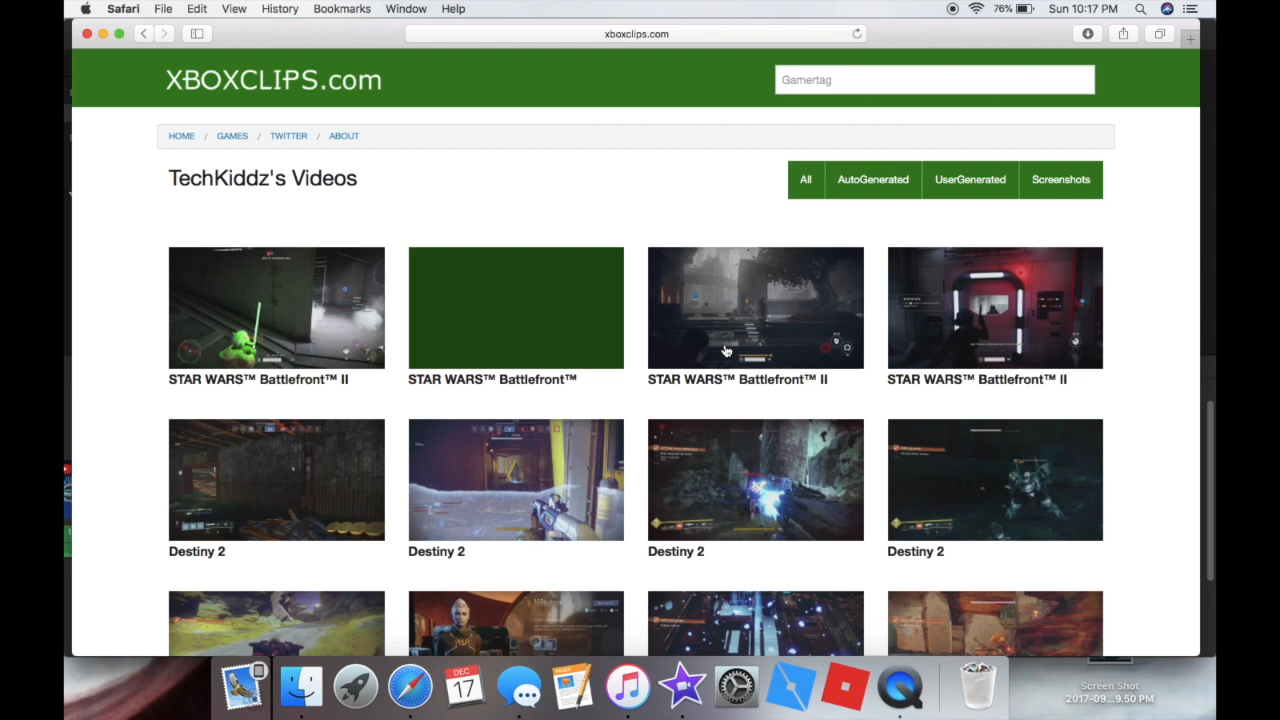 Safari File Edit View History Bookmarks Window Help 76% Sun 10:17 PM
xboxclips.com
XBOXCLIPS.com Gamertag
HOME / GAMES / TWITTER / ABOUT
TechKiddz's Videos All AutoGenerated UserGenerated Screenshots
STAR WARS™ Battlefront™ II STAR WARS™ Battlefront™ STAR WARS™ Battlefront™ II STAR WARS™ Battlefront™ II
Destiny 2 Destiny 2 Destiny 2 Destiny 2
DEC
17
PAGES
Screen Shot
2017-09...9.50 PM